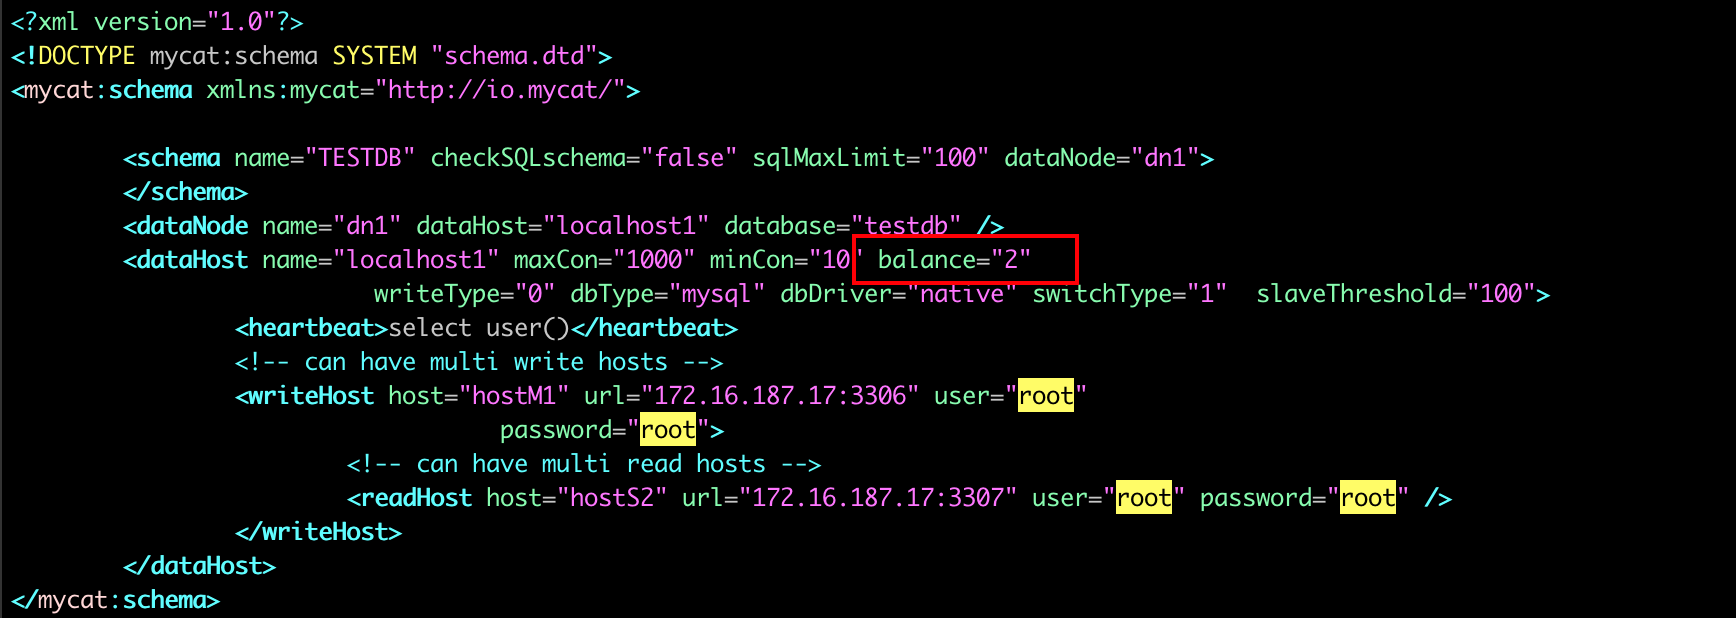 <?xml version="1.0"?>
<!DOCTYPE mycat:schema SYSTEM "schema.dtd">
<mycat:schema xmlns:mycat="http://io.mycat/">
<schema name="TESTDB" checkSQLschema="false" sqlMaxLimit="100" dataNode="dn1">
</schema>
<dataNode name="dn1" dataHost="localhost1" database="testdb" />
<dataHost name="localhost1" maxCon="1000" minCon="10" balance="2"
writeType="0" dbType="mysql" dbDriver="native" switchType="1"  slaveThreshold="100">
<heartbeat>select user()</heartbeat>
<!-- can have multi write hosts -->
<writeHost host="hostM1" url="172.16.187.17:3306" user="root"
password="root">
<!-- can have multi read hosts -->
<readHost host="hostS2" url="172.16.187.17:3307" user="root" password="root" />
</writeHost>
</dataHost>
</mycat:schema>